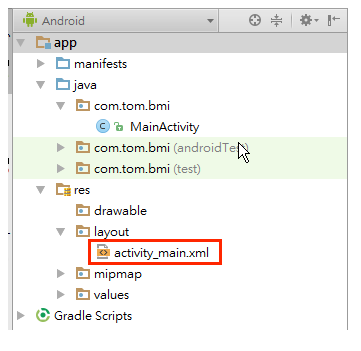 Android
app
manifests
java
com.tom.bmi
MainActivity
com.tom.bmi (androidTest)
com.tom.bmi (test)
res
drawable
layout
activity_main.xml
mipmap
values
Gradle Scripts